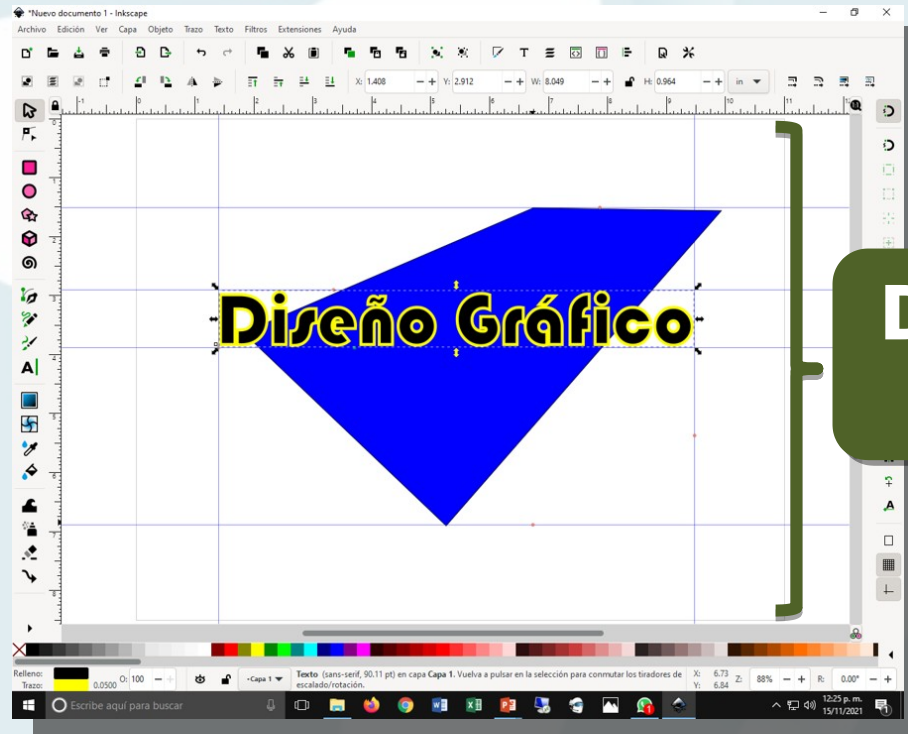 *Nuevo documento 1 - Inkscape
Archivo Edición Ver Capa Objeto Trazo Texto Filtros Extensiones Ayuda
X: 1.408 − + Y: 2.912 − + W: 8.049 − + H: 0.964 − + in
Diseño Gráfico
D
Relleno: O: 100 − + -Capa 1 Texto (sans-serif, 90.11 pt) en capa Capa 1. Vuelva a pulsar en la selección para conmutar los tiradores de X: 6.73 Z: 88% − + R: 0.00° − +
Trazo: 0.0500 escalado/rotación. Y: 6.84
Escribe aquí para buscar 12:25 p. m.
15/11/2021